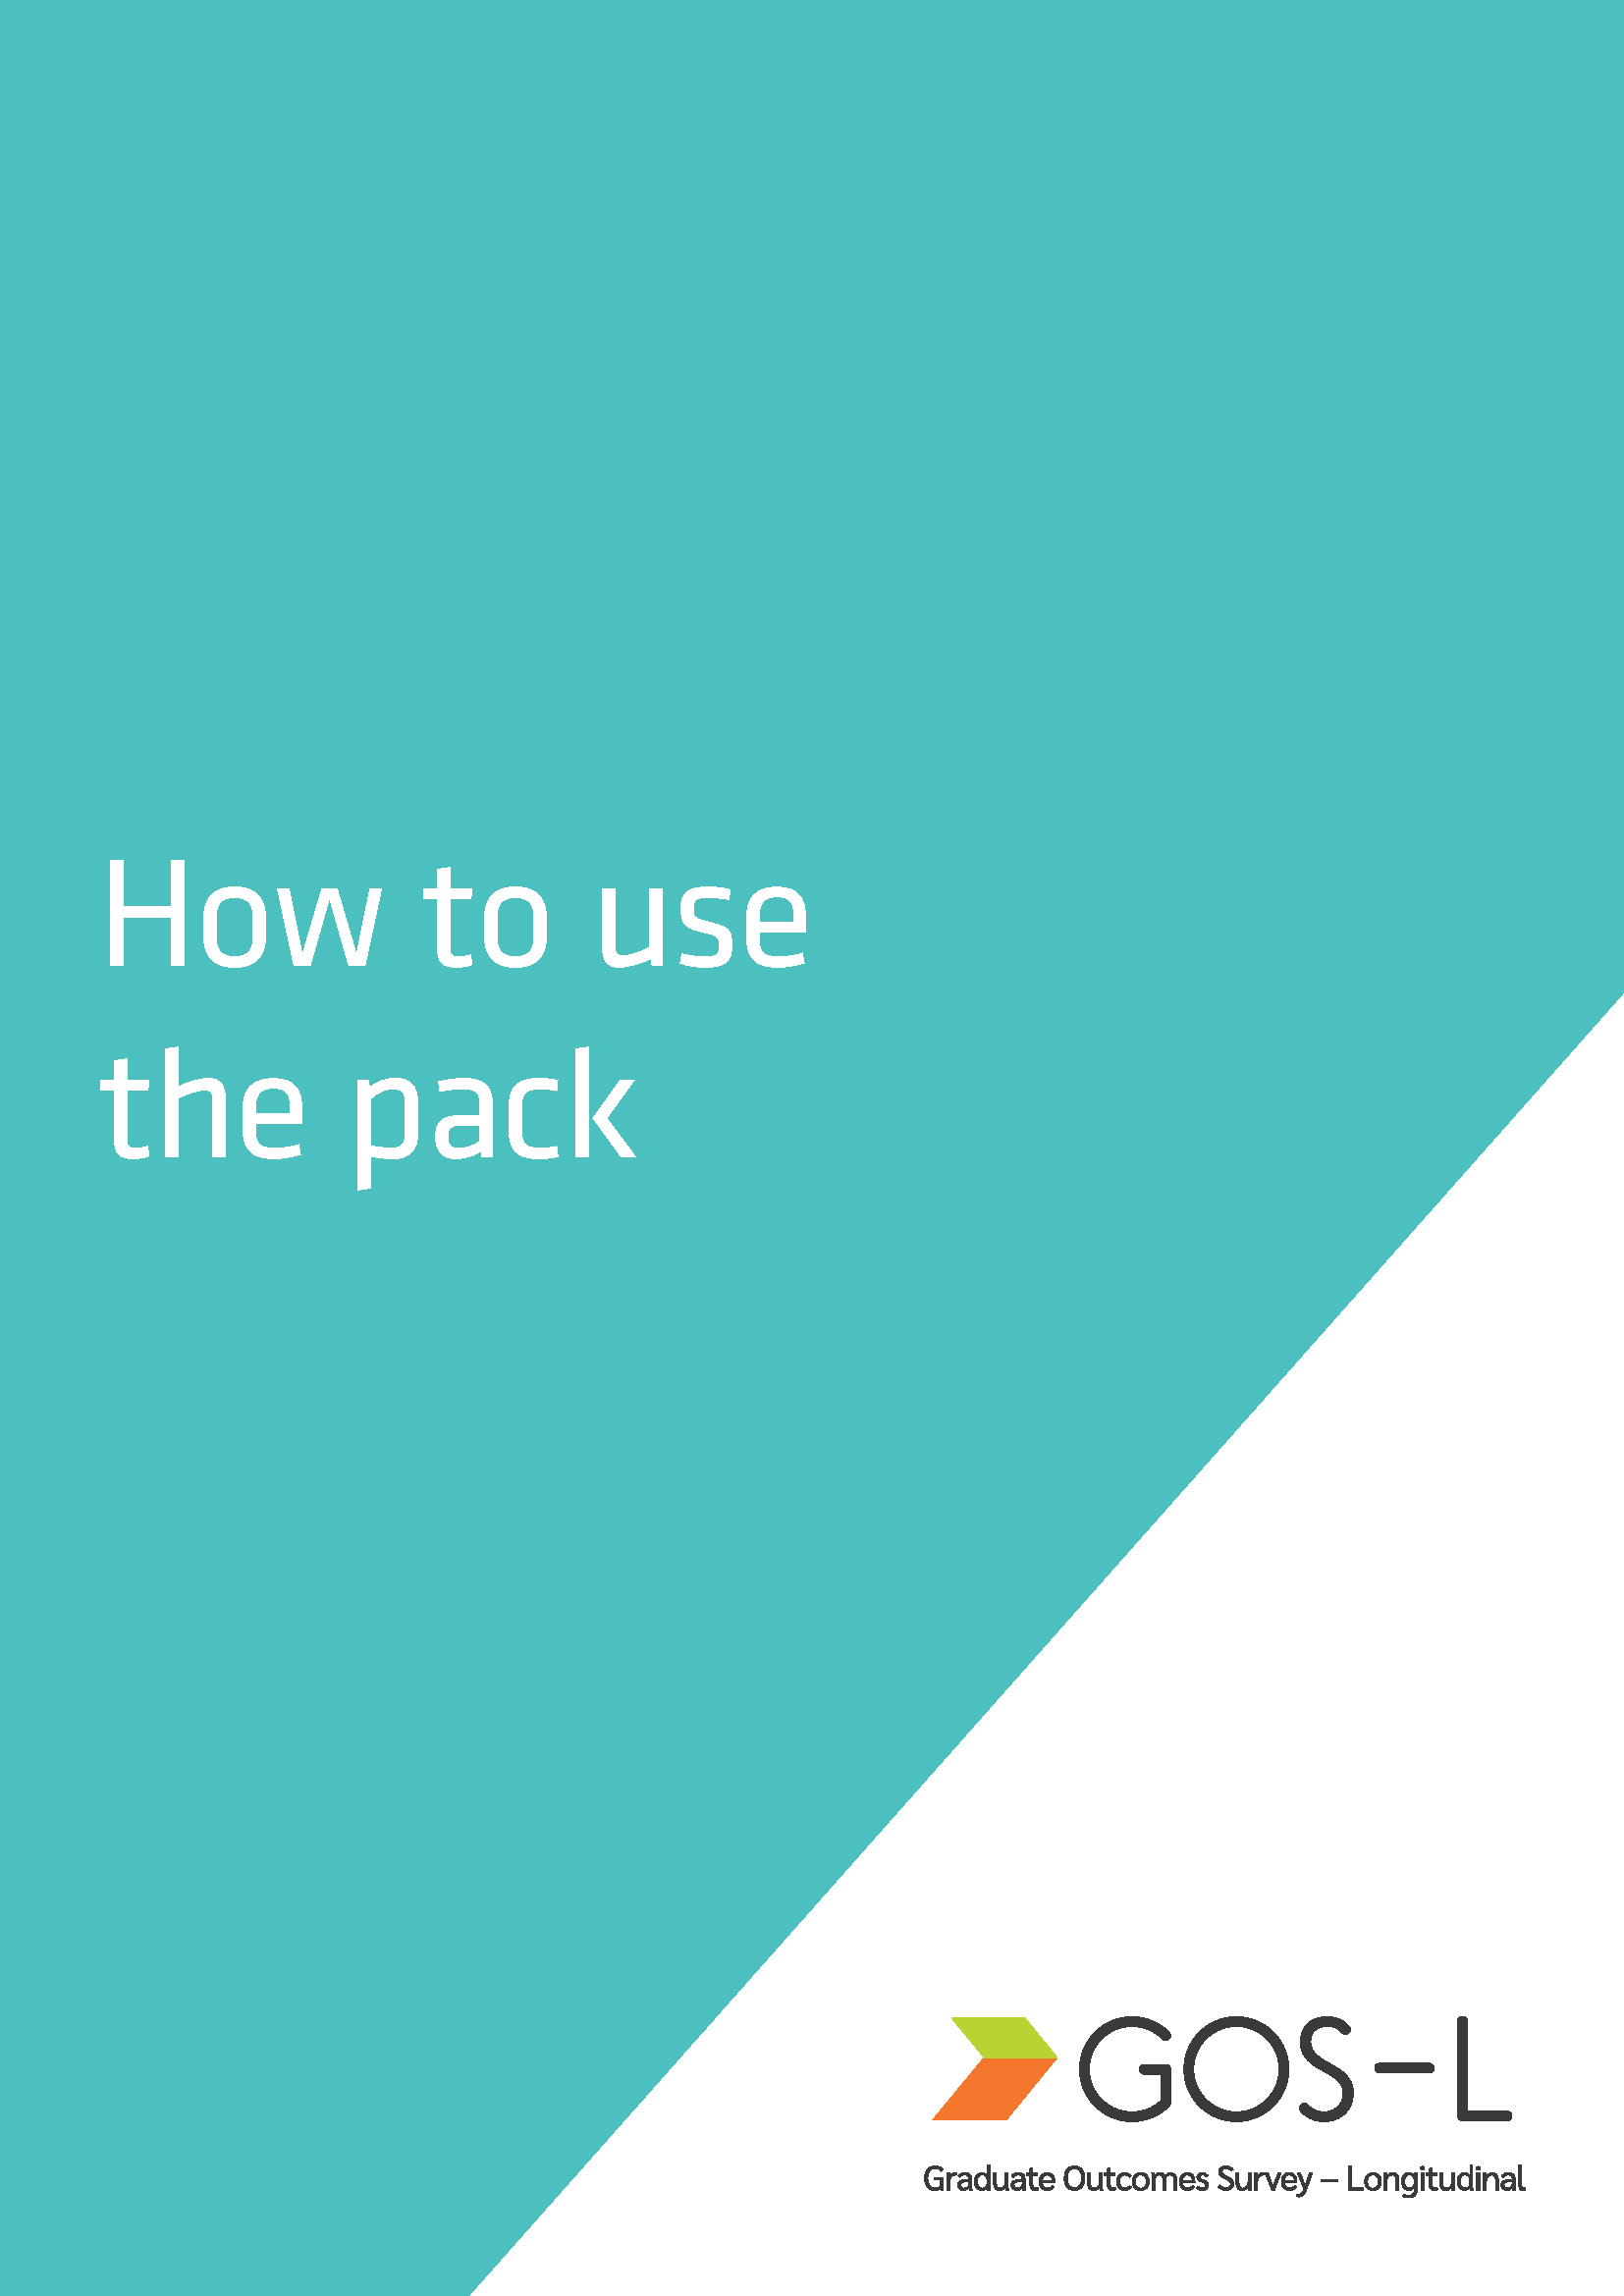 How to use
the pack
GOS-L
Graduate Outcomes Survey – Longitudinal